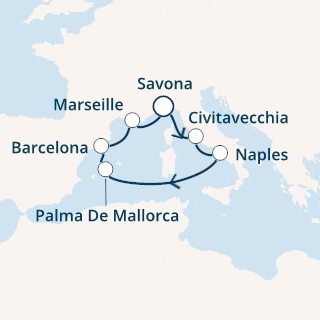 Savona
Marseille
Civitavecchia
Barcelona
Naples
Palma De Mallorca